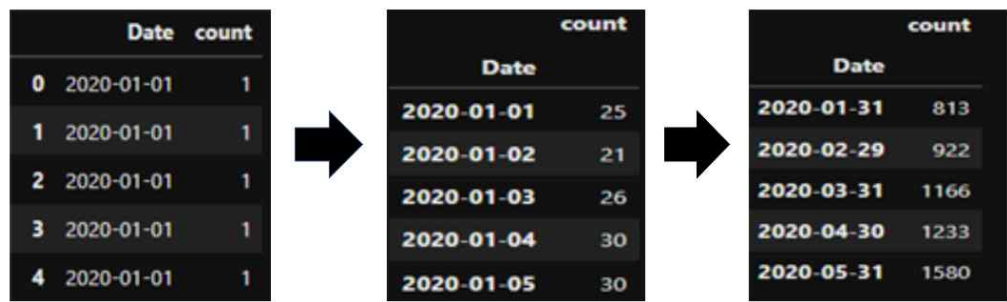 Date count
0 2020-01-01 1
1 2020-01-01 1
2 2020-01-01 1
3 2020-01-01 1
4 2020-01-01 1
count
Date
2020-01-01 25
2020-01-02 21
2020-01-03 26
2020-01-04 30
2020-01-05 30
count
Date
2020-01-31 813
2020-02-29 922
2020-03-31 1166
2020-04-30 1233
2020-05-31 1580